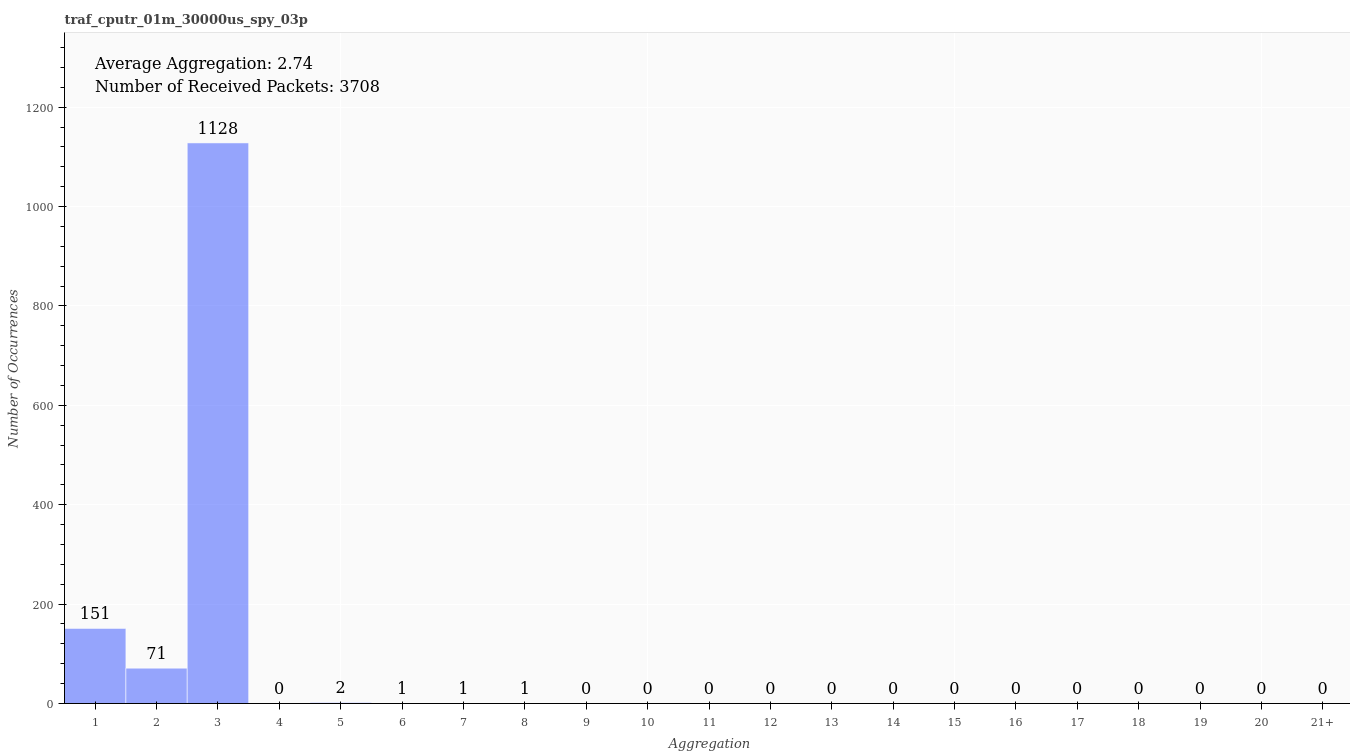 traf_cputr_01m_30000us_spy_03p
Average Aggregation: 2.74
Number of Received Packets: 3708
1200
1128
1000
800
Number of Occurrences
600
400
200
151
71
0 2 1 1 1 0 0 0 0 0 0 0 0 0 0 0 0 0
0
1 2 3 4 5 6 7 8 9 10 11 12 13 14 15 16 17 18 19 20 21+
Aggregation